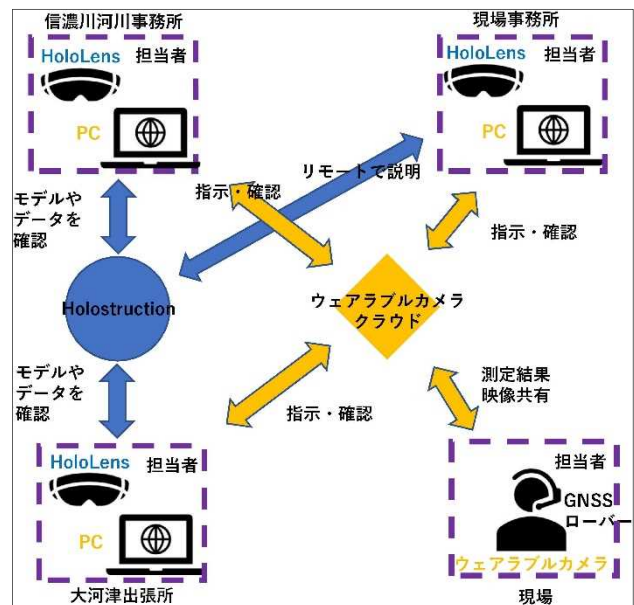 信濃川河川事務所
HoloLens 担当者
PC
現場事務所
HoloLens 担当者
PC
モデルや
データを
確認
指示・確認
リモートで説明
指示・確認
Holostruction
ウェアラブルカメラ
クラウド
モデルや
データを
確認
指示・確認
測定結果
映像共有
HoloLens 担当者
PC
大河津出張所
担当者
GNSS
ローバー
ウェアラブルカメラ
現場